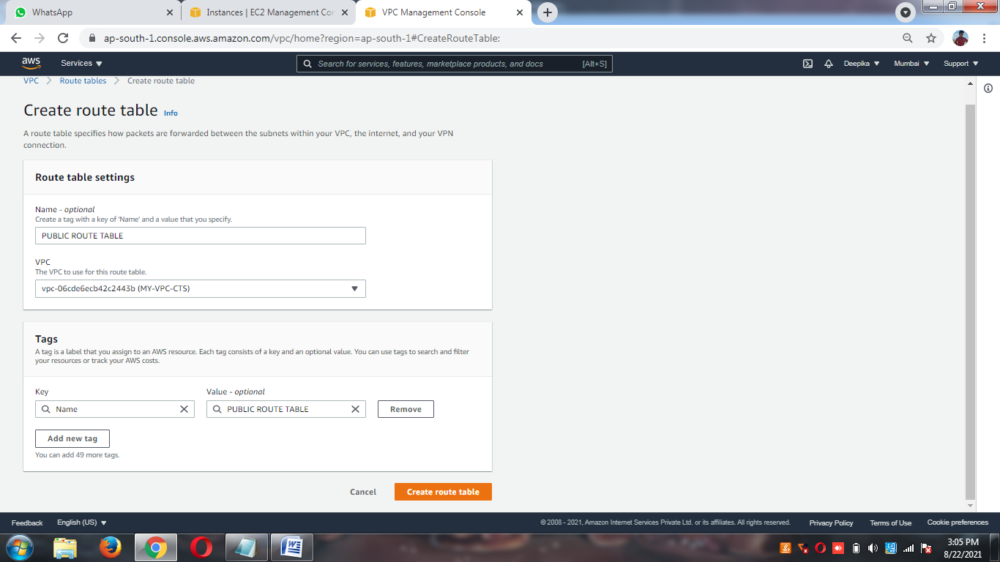 WhatsApp
Instances | EC2 Management Con
VPC Management Console
ap-south-1.console.aws.amazon.com/vpc/home?region=ap-south-1#CreateRouteTable:
aws
Services
Search for services, features, marketplace products, and docs
[Alt+S]
Deepika
Mumbai
Support
VPC
Route tables
Create route table
Create route table Info
A route table specifies how packets are forwarded between the subnets within your VPC, the internet, and your VPN
connection.
Route table settings
Name - optional
Create a tag with a key of 'Name' and a value that you specify.
PUBLIC ROUTE TABLE
VPC
The VPC to use for this route table.
vpc-06cde6ecb42c2443b (MY-VPC-CTS)
Tags
A tag is a label that you assign to an AWS resource. Each tag consists of a key and an optional value. You can use tags to search and filter
your resources or track your AWS costs.
Key
Value - optional
Name
PUBLIC ROUTE TABLE
Remove
Add new tag
You can add 49 more tags.
Cancel
Create route table
Feedback
English (US)
© 2008 - 2021, Amazon Internet Services Private Ltd. or its affiliates. All rights reserved.
Privacy Policy
Terms of Use
Cookie preferences
3:05 PM
8/22/2021